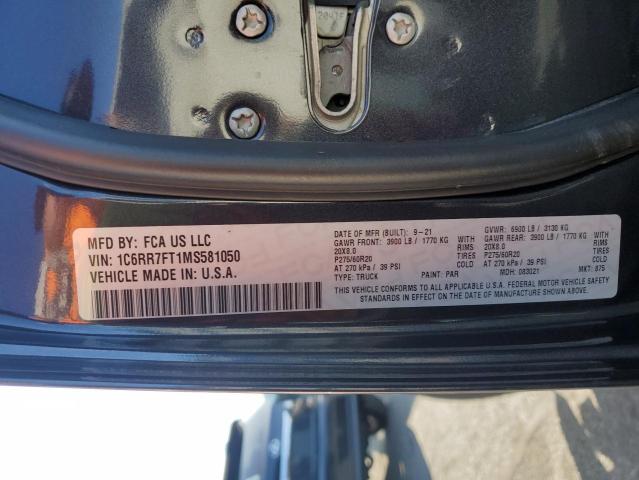 MFD BY: FCA US LLC
VIN: 1C6RR7FT1MS581050
VEHICLE MADE IN: U.S.A.
DATE OF MFR (BUILT): 9-21 GVWR: 6900 LB / 3130 KG
GAWR FRONT: 3900 LB / 1770 KG WITH GAWR REAR: 3900 LB / 1770 KG WITH
20X8.0 RIMS 20X8.0 RIMS
P275/60R20 TIRES P275/60R20 TIRES
AT 270 kPa / 39 PSI COLD AT 270 kPa / 39 PSI COLD
TYPE: TRUCK PAINT: PAR MDH: 083021 MKT: 875
THIS VEHICLE CONFORMS TO ALL APPLICABLE U.S.A. FEDERAL MOTOR VEHICLE SAFETY
STANDARDS IN EFFECT ON THE DATE OF MANUFACTURE SHOWN ABOVE.